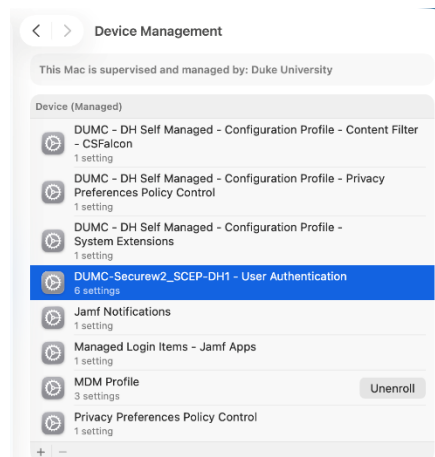 Device Management
This Mac is supervised and managed by: Duke University
Device (Managed)
DUMC - DH Self Managed - Configuration Profile - Content Filter
- CSFalcon
1 setting
DUMC - DH Self Managed - Configuration Profile - Privacy
Preferences Policy Control
1 setting
DUMC - DH Self Managed - Configuration Profile -
System Extensions
1 setting
DUMC-Securew2_SCEP-DH1 - User Authentication
6 settings
Jamf Notifications
1 setting
Managed Login Items - Jamf Apps
1 setting
MDM Profile
3 settings
Unenroll
Privacy Preferences Policy Control
1 setting